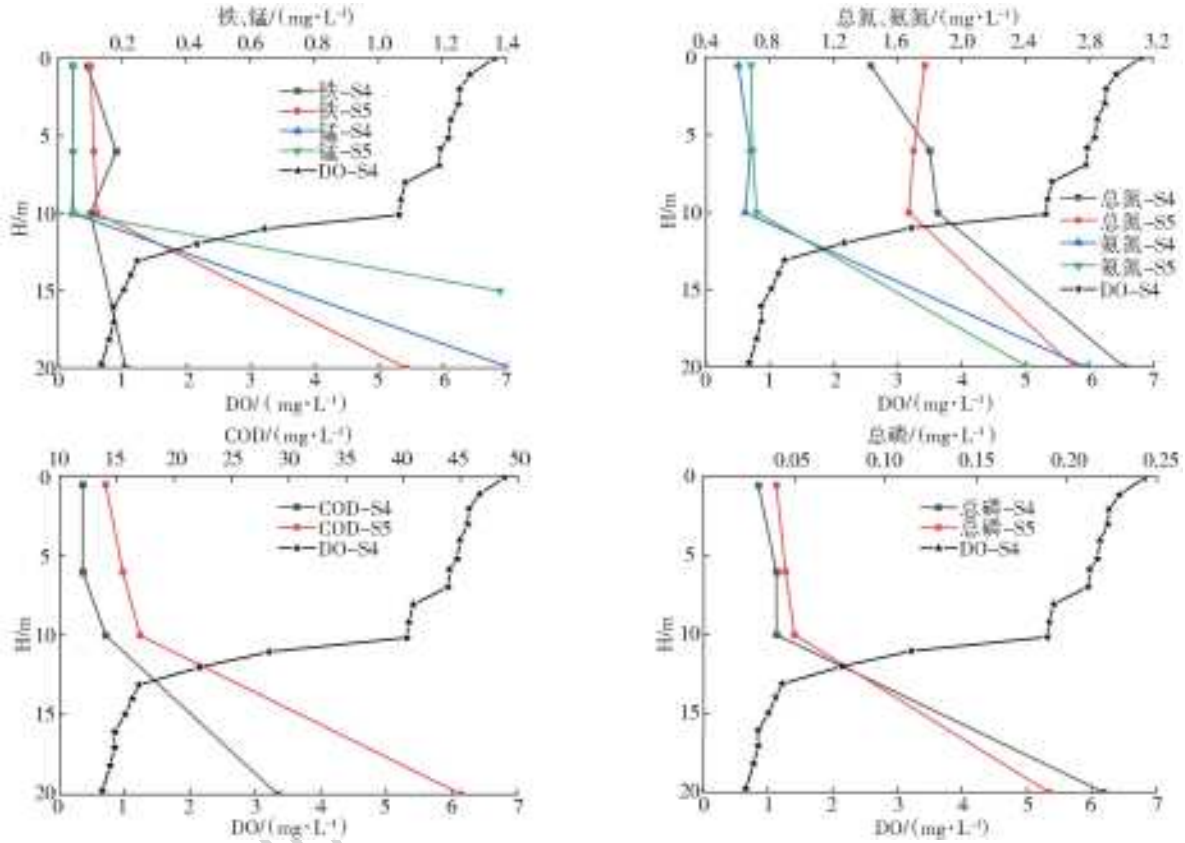 铁、锰/(mg·L⁻¹)
0.2 0.4 0.6 0.8 1.0 1.2 1.4
0
5
10
15
20
H/m
铁-S4
铁-S5
锰-S4
锰-S5
DO-S4
0 1 2 3 4 5 6 7
DO/(mg·L⁻¹)
总氮、氨氮/(mg·L⁻¹)
0.4 0.8 1.2 1.6 2.0 2.4 2.8 3.2
0
5
10
15
20
H/m
总氮-S4
总氮-S5
氨氮-S4
氨氮-S5
DO-S4
0 1 2 3 4 5 6 7
DO/(mg·L⁻¹)
COD/(mg·L⁻¹)
10 15 20 25 30 35 40 45 50
0
5
10
15
20
H/m
COD-S4
COD-S5
DO-S4
0 1 2 3 4 5 6 7
DO/(mg·L⁻¹)
总磷/(mg·L⁻¹)
0.05 0.10 0.15 0.20 0.25
0
5
10
15
20
H/m
总磷-S4
总磷-S5
DO-S4
0 1 2 3 4 5 6 7
DO/(mg·L⁻¹)